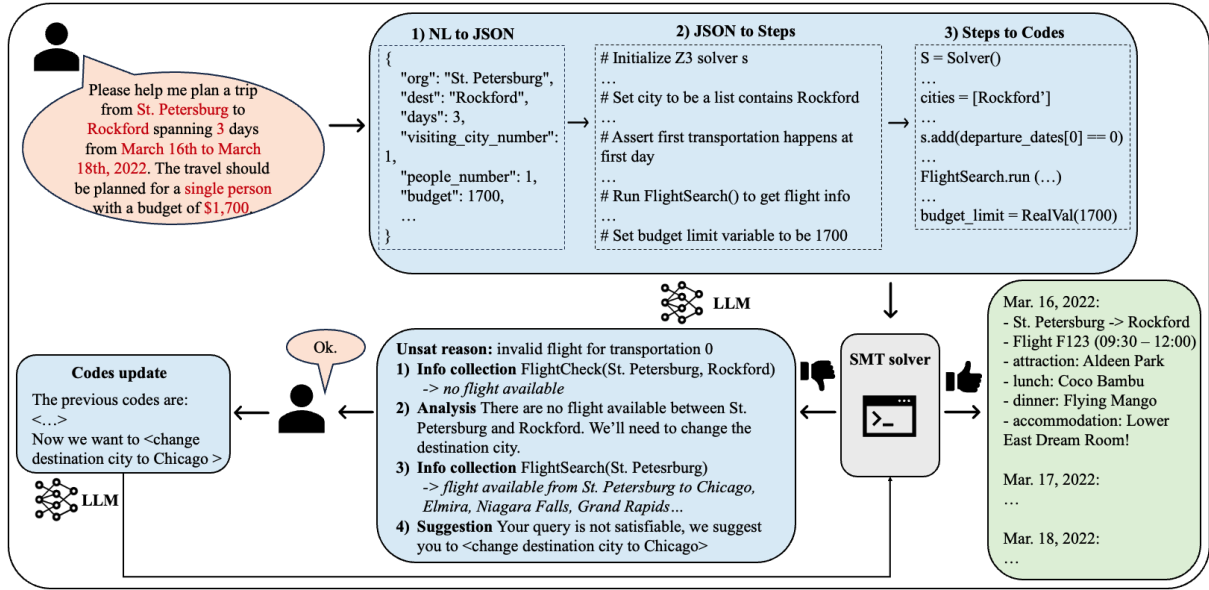 Please help me plan a trip
from St. Petersburg to
Rockford spanning 3 days
from March 16th to March
18th, 2022. The travel should
be planned for a single person
with a budget of $1,700.
1) NL to JSON
{
"org": "St. Petersburg",
"dest": "Rockford",
"days": 3,
"visiting_city_number":
1,
"people_number": 1,
"budget": 1700,
…
}
2) JSON to Steps
# Initialize Z3 solver s
…
# Set city to be a list contains Rockford
…
# Assert first transportation happens at
first day
…
# Run FlightSearch() to get flight info
…
# Set budget limit variable to be 1700
3) Steps to Codes
S = Solver()
…
cities = [Rockford’]
…
s.add(departure_dates[0] == 0)
…
FlightSearch.run (…)
…
budget_limit = RealVal(1700)
LLM
SMT solver
>_
Mar. 16, 2022:
- St. Petersburg -> Rockford
- Flight F123 (09:30 – 12:00)
- attraction: Aldeen Park
- lunch: Coco Bambu
- dinner: Flying Mango
- accommodation: Lower
East Dream Room!
Mar. 17, 2022:
…
Mar. 18, 2022:
…
Unsat reason: invalid flight for transportation 0
1) Info collection FlightCheck(St. Petersburg, Rockford)
-> no flight available
2) Analysis There are no flight available between St.
Petersburg and Rockford. We’ll need to change the
destination city.
3) Info collection FlightSearch(St. Petesrburg)
-> flight available from St. Petersburg to Chicago,
Elmira, Niagara Falls, Grand Rapids…
4) Suggestion Your query is not satisfiable, we suggest
you to <change destination city to Chicago>
Ok.
Codes update
The previous codes are:
<…>
Now we want to <change
destination city to Chicago >
LLM